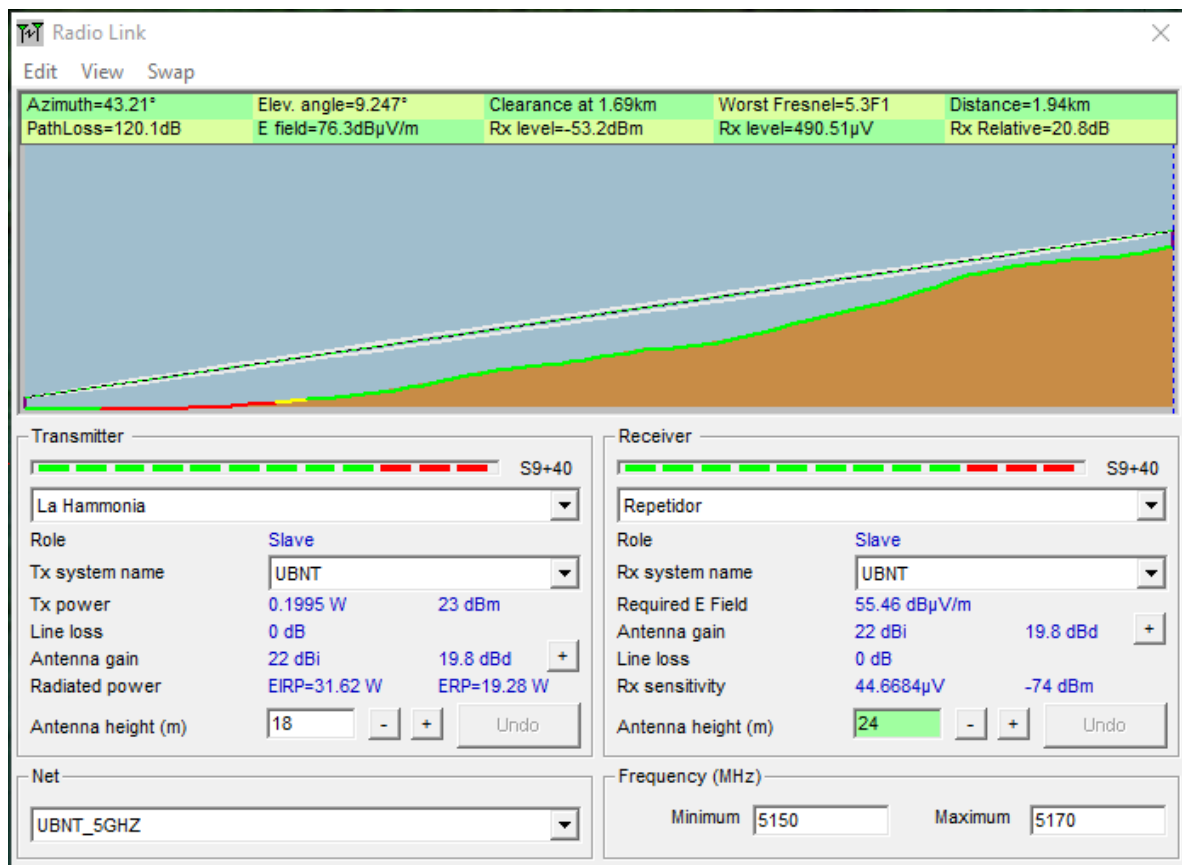 Radio Link
Edit View Swap
Azimuth=43.21° Elev. angle=9.247° Clearance at 1.69km Worst Fresnel=5.3F1 Distance=1.94km
PathLoss=120.1dB E field=76.3dBµV/m Rx level=-53.2dBm Rx level=490.51µV Rx Relative=20.8dB
Transmitter
S9+40
La Hammonia
Role Slave
Tx system name UBNT
Tx power 0.1995 W 23 dBm
Line loss 0 dB
Antenna gain 22 dBi 19.8 dBd +
Radiated power EIRP=31.62 W ERP=19.28 W
Antenna height (m) 18 - + Undo
Receiver
S9+40
Repetidor
Role Slave
Rx system name UBNT
Required E Field 55.46 dBµV/m
Antenna gain 22 dBi 19.8 dBd +
Line loss 0 dB
Rx sensitivity 44.6684µV -74 dBm
Antenna height (m) 24 - + Undo
Net
UBNT_5GHZ
Frequency (MHz)
Minimum 5150 Maximum 5170